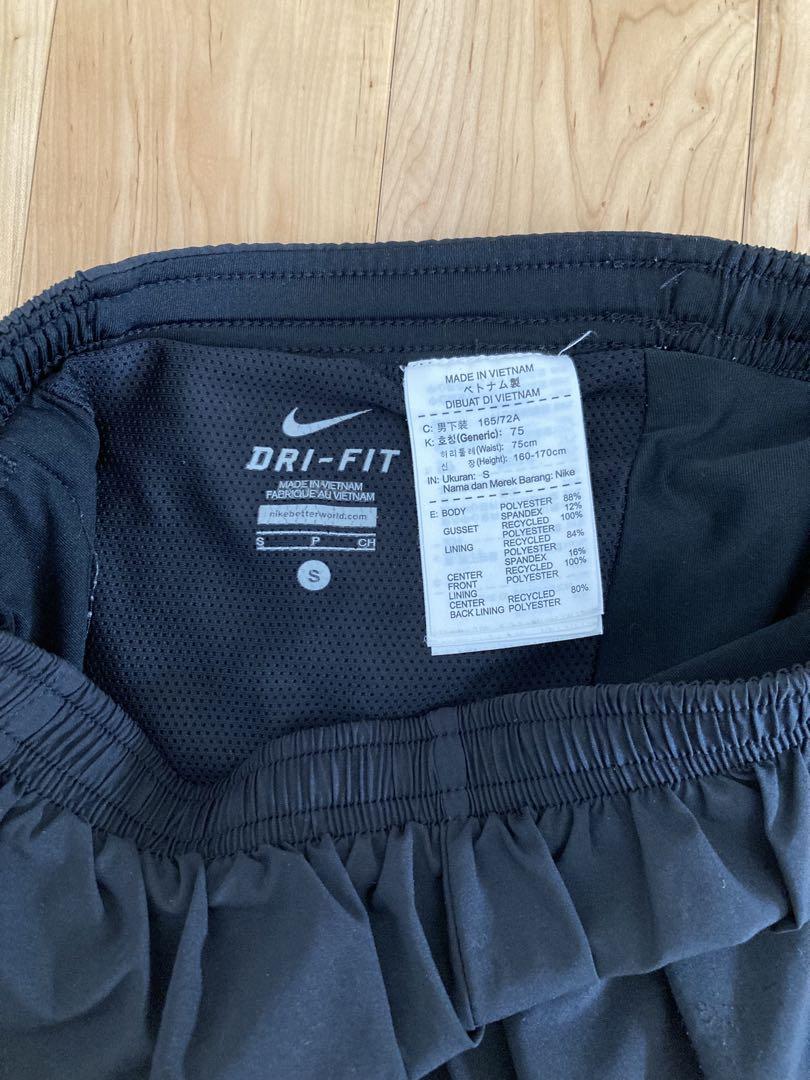 DRI-FIT
MADE IN VIETNAM
FABRIQUE AU VIETNAM
nikebetterworld.com
S P CH
S
MADE IN VIETNAM
ベトナム製
DIBUAT DI VIETNAM
C: 男下装 165/72A
K: 호칭(Generic): 75
허리둘레(Waist): 75cm
신 장(Height): 160-170cm
IN: Ukuran: S
Nama dan Merek Barang: Nike
E: BODY POLYESTER 88%
SPANDEX 12%
GUSSET RECYCLED 100%
POLYESTER
LINING RECYCLED 84%
POLYESTER
SPANDEX 16%
CENTER RECYCLED 100%
FRONT POLYESTER
LINING
CENTER RECYCLED 80%
BACK LINING POLYESTER